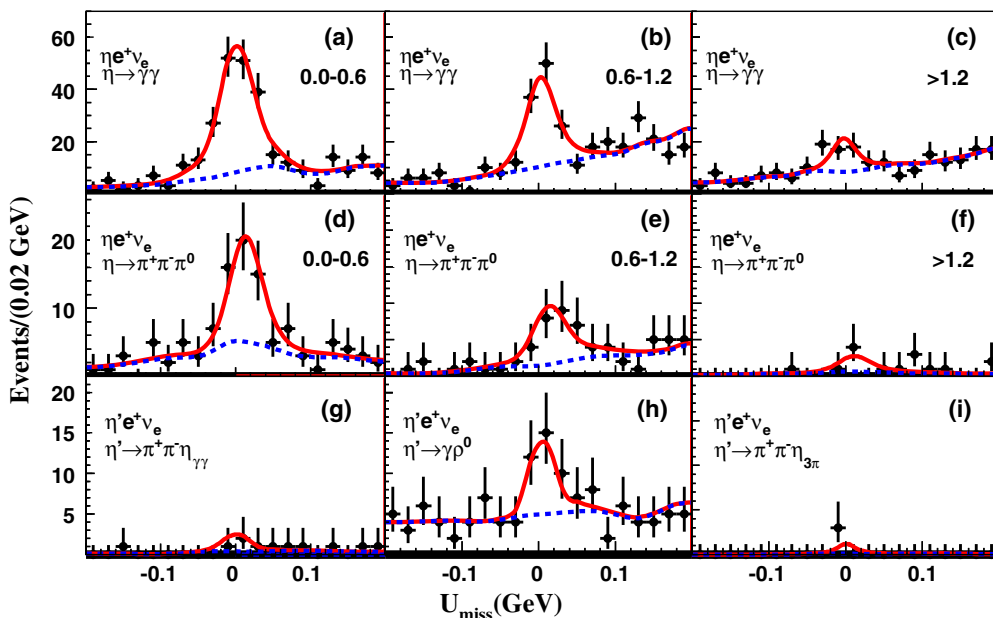 Events/(0.02 GeV)
60
40
20
(a)
ηe⁺νₑ
η→γγ
0.0-0.6
(b)
ηe⁺νₑ
η→γγ
0.6-1.2
(c)
ηe⁺νₑ
η→γγ
>1.2
20
10
(d)
ηe⁺νₑ
η→π⁺π⁻π⁰
0.0-0.6
(e)
ηe⁺νₑ
η→π⁺π⁻π⁰
0.6-1.2
(f)
ηe⁺νₑ
η→π⁺π⁻π⁰
>1.2
20
15
10
5
(g)
η'e⁺νₑ
η'→π⁺π⁻ηγγ
(h)
η'e⁺νₑ
η'→γρ⁰
(i)
η'e⁺νₑ
η'→π⁺π⁻η3π
-0.1 0 0.1 -0.1 0 0.1 -0.1 0 0.1
Umiss(GeV)